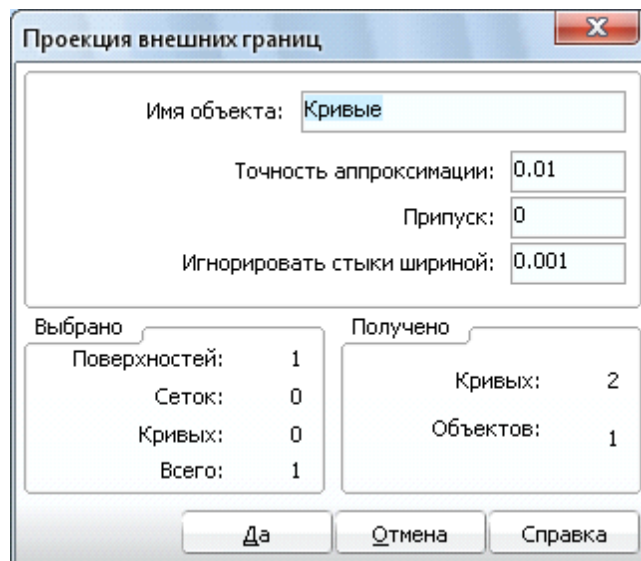 Проекция внешних границ
Имя объекта: Кривые
Точность аппроксимации: 0.01
Припуск: 0
Игнорировать стыки шириной: 0.001
Выбрано
Поверхностей: 1
Сеток: 0
Кривых: 0
Всего: 1
Получено
Кривых: 2
Объектов: 1
Да Отмена Справка